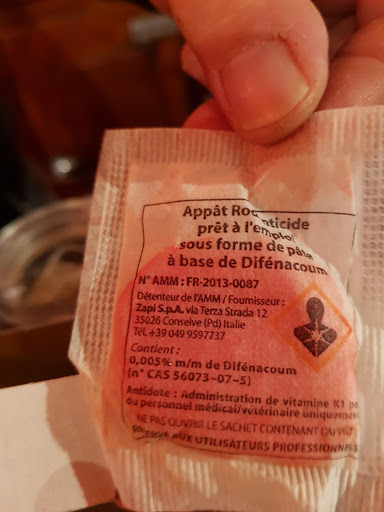 Appât Rodenticide
prêt à l'emploi
sous forme de pâte
à base de Difénacoum
N° AMM : FR-2013-0087
Détenteur de l'AMM / Fournisseur :
Zapi S.p.A. via Terza Strada 12
35026 Conselve (Pd) Italie
Tél. +39 049 9597737
Contient :
0,005% m/m de Difénacoum
(n° CAS 56073-07-5)
Antidote : Administration de vitamine K1 pa
du personnel médical/vétérinaire uniquemen
NE PAS OUVRIR LE SACHET CONTENANT L'APPÂT
AUX UTILISATEURS PROFESSIONNELS